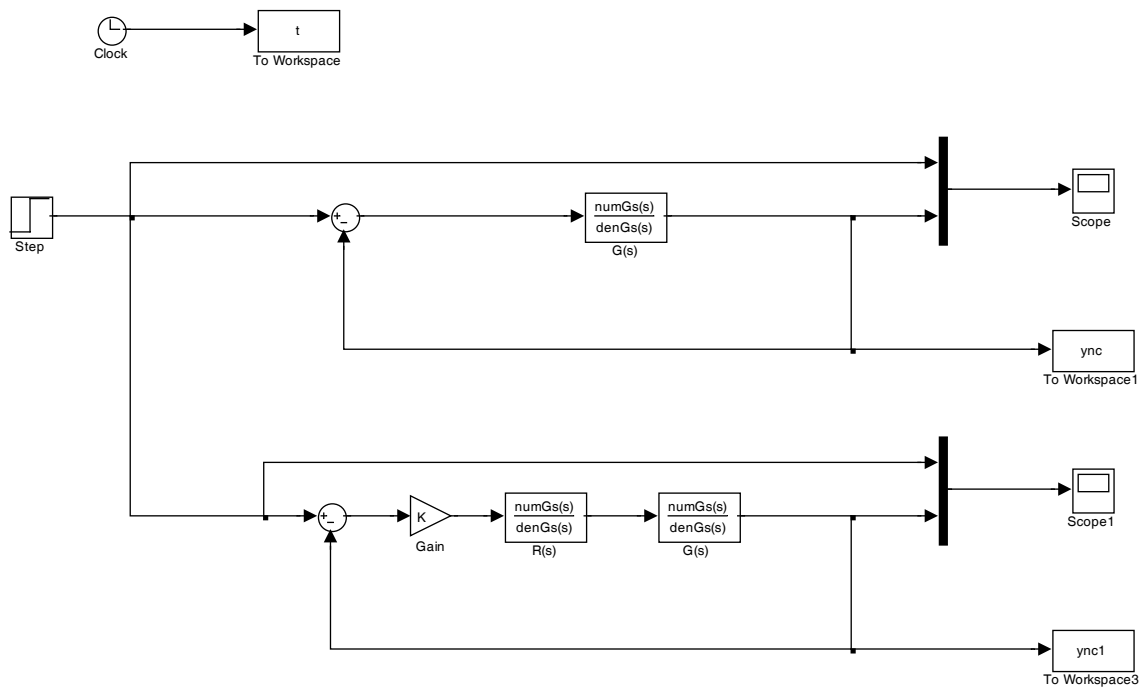 t
Clock
To Workspace
Step
+
−
numGs(s)
denGs(s)
G(s)
Scope
ync
To Workspace1
+
−
K
Gain
numGs(s)
denGs(s)
R(s)
numGs(s)
denGs(s)
G(s)
Scope1
ync1
To Workspace3